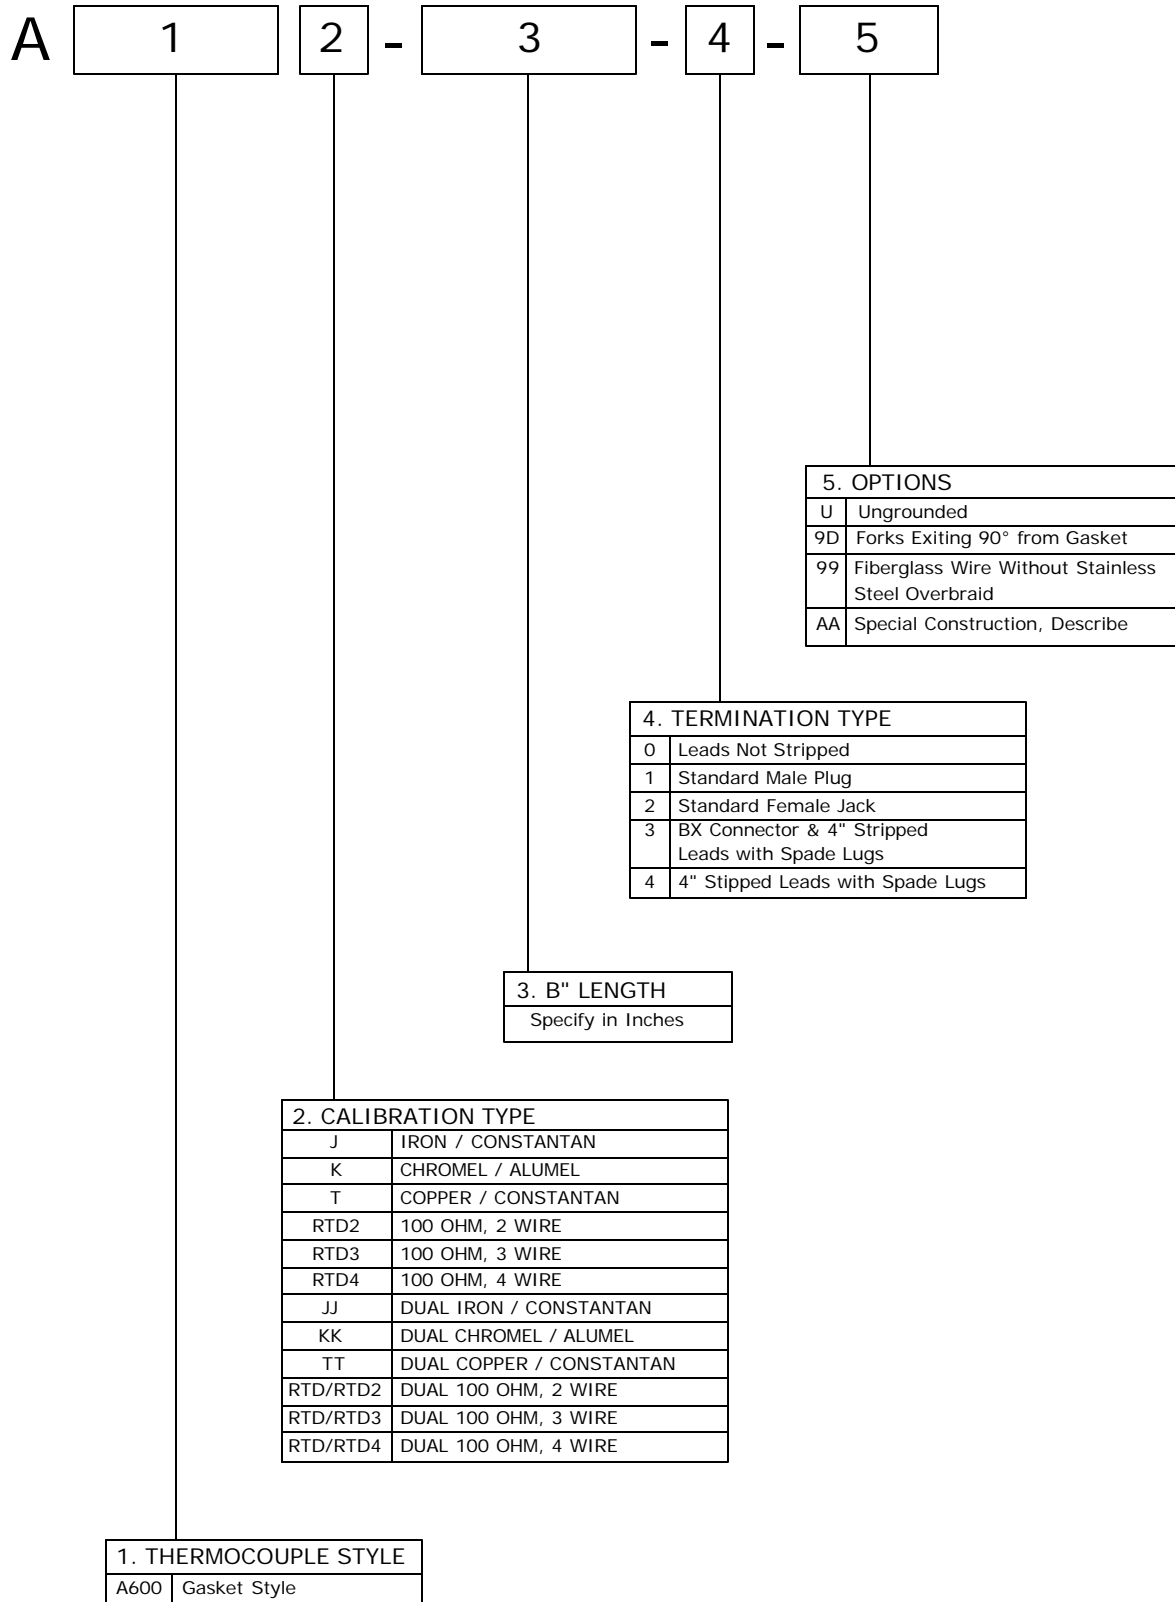 A 1 2 - 3 - 4 - 5
5. OPTIONS
U Ungrounded
9D Forks Exiting 90° from Gasket
99 Fiberglass Wire Without Stainless
Steel Overbraid
AA Special Construction, Describe
4. TERMINATION TYPE
0 Leads Not Stripped
1 Standard Male Plug
2 Standard Female Jack
3 BX Connector & 4" Stripped
Leads with Spade Lugs
4 4" Stipped Leads with Spade Lugs
3. B" LENGTH
Specify in Inches
2. CALIBRATION TYPE
J IRON / CONSTANTAN
K CHROMEL / ALUMEL
T COPPER / CONSTANTAN
RTD2 100 OHM, 2 WIRE
RTD3 100 OHM, 3 WIRE
RTD4 100 OHM, 4 WIRE
JJ DUAL IRON / CONSTANTAN
KK DUAL CHROMEL / ALUMEL
TT DUAL COPPER / CONSTANTAN
RTD/RTD2 DUAL 100 OHM, 2 WIRE
RTD/RTD3 DUAL 100 OHM, 3 WIRE
RTD/RTD4 DUAL 100 OHM, 4 WIRE
1. THERMOCOUPLE STYLE
A600 Gasket Style